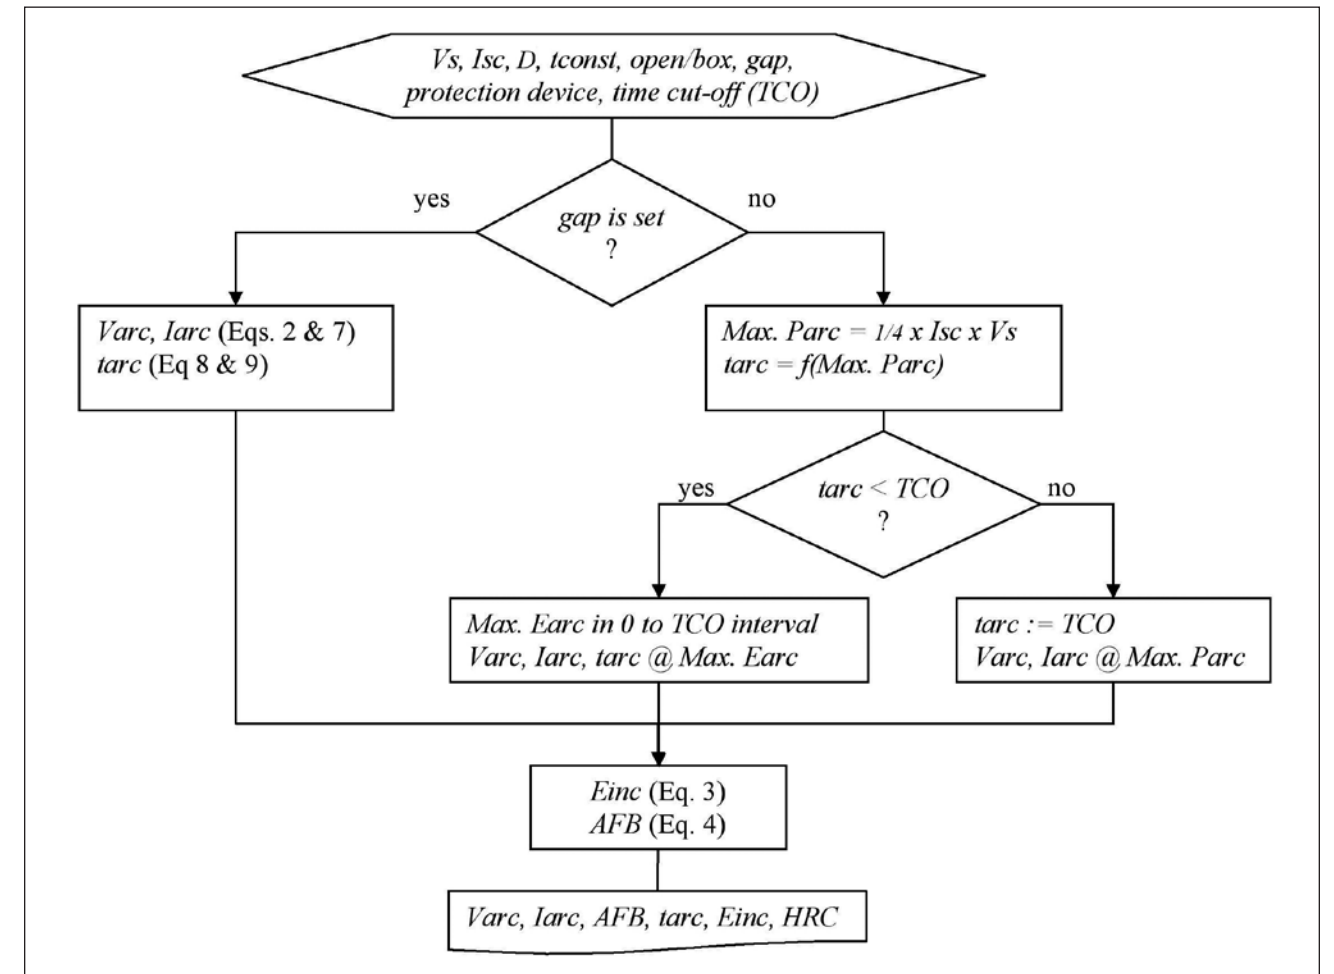 Vs, Isc, D, tconst, open/box, gap,
protection device, time cut-off (TCO)
yes
no
gap is set
?
Varc, Iarc (Eqs. 2 & 7)
tarc (Eq 8 & 9)
Max. Parc = 1/4 x Isc x Vs
tarc = f(Max. Parc)
yes
no
tarc < TCO
?
Max. Earc in 0 to TCO interval
Varc, Iarc, tarc @ Max. Earc
tarc := TCO
Varc, Iarc @ Max. Parc
Einc (Eq. 3)
AFB (Eq. 4)
Varc, Iarc, AFB, tarc, Einc, HRC